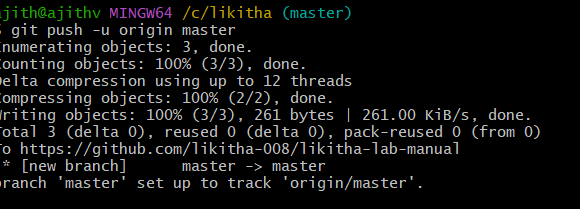 ajith@ajithv MINGW64 /c/likitha (master)
$ git push -u origin master
Enumerating objects: 3, done.
Counting objects: 100% (3/3), done.
Delta compression using up to 12 threads
Compressing objects: 100% (2/2), done.
Writing objects: 100% (3/3), 261 bytes | 261.00 KiB/s, done.
Total 3 (delta 0), reused 0 (delta 0), pack-reused 0 (from 0)
To https://github.com/likitha-008/likitha-lab-manual
* [new branch]      master -> master
branch 'master' set up to track 'origin/master'.